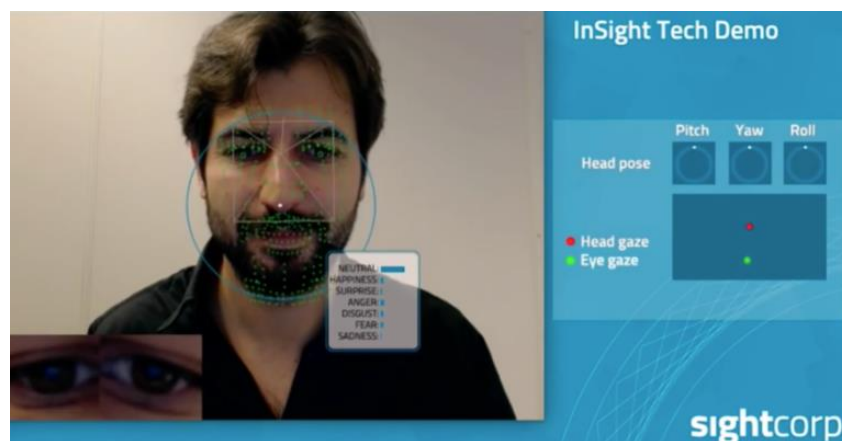 InSight Tech Demo
Pitch Yaw Roll
Head pose
Head gaze
Eye gaze
NEUTRAL:
HAPPINESS:
SURPRISE:
ANGER:
DISGUST:
FEAR:
SADNESS:
sightcorp